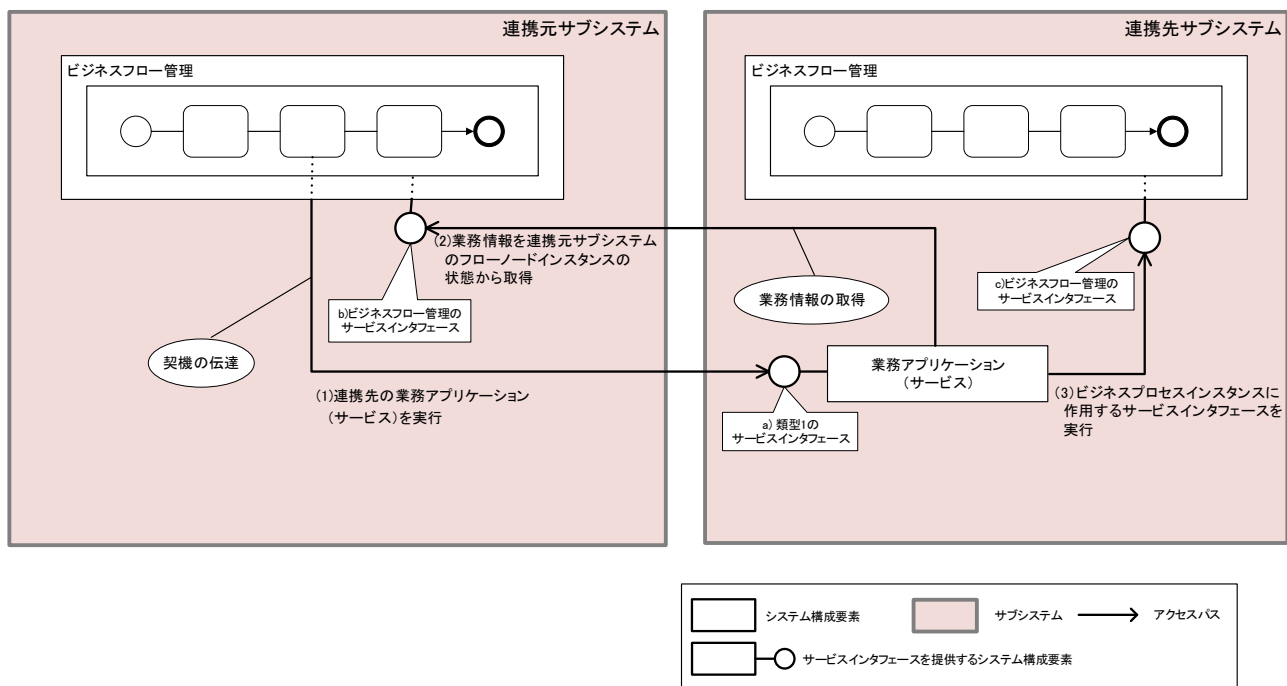 連携元サブシステム
ビジネスフロー管理
(2)業務情報を連携元サブシステム
のフローノードインスタンスの
状態から取得
b)ビジネスフロー管理の
サービスインタフェース
契機の伝達
(1)連携先の業務アプリケーション
(サービス)を実行
連携先サブシステム
ビジネスフロー管理
c)ビジネスフロー管理の
サービスインタフェース
業務情報の取得
業務アプリケーション
(サービス)
a) 類型1の
サービスインタフェース
(3)ビジネスプロセスインスタンスに
作用するサービスインタフェースを
実行
システム構成要素
サブシステム
アクセスパス
サービスインタフェースを提供するシステム構成要素